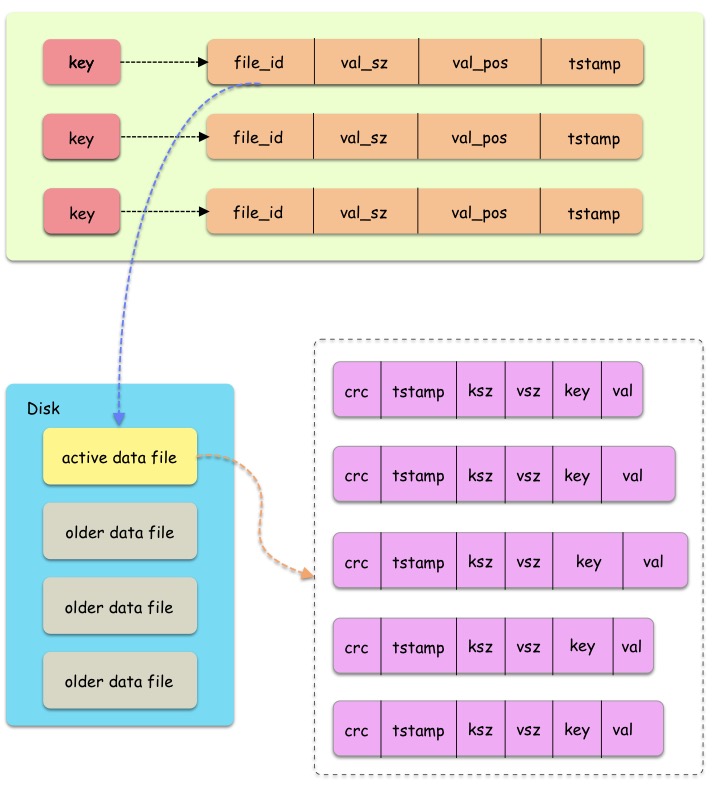 key file_id val_sz val_pos tstamp
key file_id val_sz val_pos tstamp
key file_id val_sz val_pos tstamp
Disk
active data file
older data file
older data file
older data file
crc tstamp ksz vsz key val
crc tstamp ksz vsz key val
crc tstamp ksz vsz key val
crc tstamp ksz vsz key val
crc tstamp ksz vsz key val